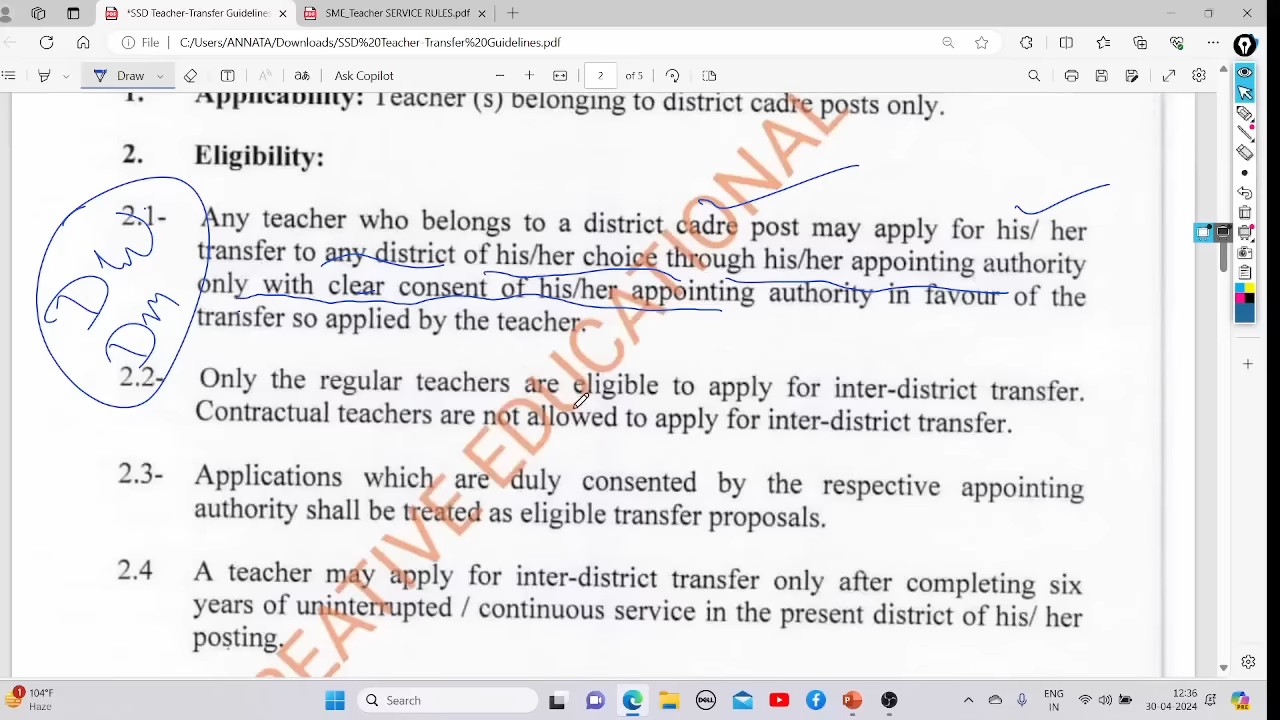 *SSD Teacher-Transfer Guidelines
SME_Teacher SERVICE RULES.pdf
File
C:/Users/ANNATA/Downloads/SSD%20Teacher-Transfer%20Guidelines.pdf
Draw
Ask Copilot
2 of 5
1. Applicability: Teacher (s) belonging to district cadre posts only.
2. Eligibility:
2.1- Any teacher who belongs to a district cadre post may apply for his/ her
transfer to any district of his/her choice through his/her appointing authority
only with clear consent of his/her appointing authority in favour of the
transfer so applied by the teacher.
2.2- Only the regular teachers are eligible to apply for inter-district transfer.
Contractual teachers are not allowed to apply for inter-district transfer.
2.3- Applications which are duly consented by the respective appointing
authority shall be treated as eligible transfer proposals.
2.4 A teacher may apply for inter-district transfer only after completing six
years of uninterrupted / continuous service in the present district of his/ her
posting.
EATIVE EDUCATIONAL
1
104°F
Haze
Search
DELL
ENG
IN
12:36
30-04-2024